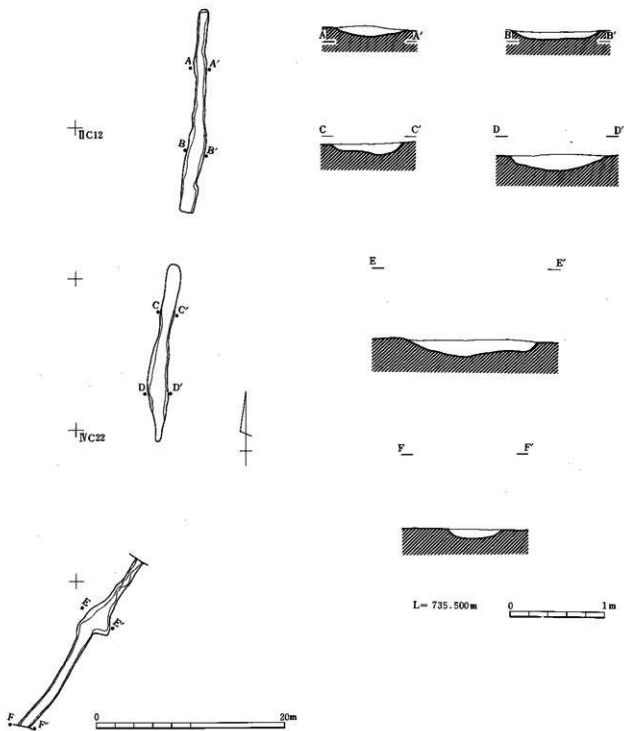 A A′
B B′
ⅡC12
C C′
D D′
ⅣC22
E E′
F F′
0 20m
A A′
B B′
C C′
D D′
E E′
F F′
L= 735.500m
0 1m